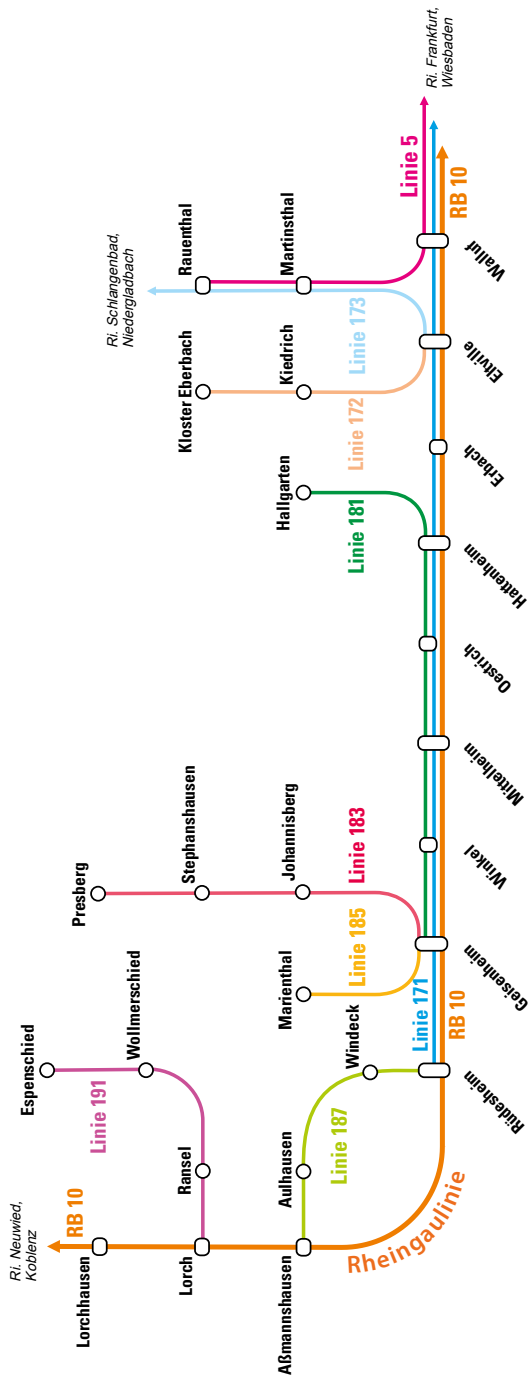 Ri. Neuwied,
Koblenz
RB 10
Lorchhausen
Lorch
Aßmannshausen
Rheingaulinie
Espenschied
Linie 191
Wollmerschied
Ransel
Aulhausen
Linie 187
Windeck
Rüdesheim
Presberg
Stephanshausen
Johannisberg
Linie 183
Marienthal
Linie 185
Linie 171
RB 10
Geisenheim
Winkel
Mittelheim
Oestrich
Hallgarten
Linie 181
Hattenheim
Erbach
Kloster Eberbach
Kiedrich
Linie 172
Ri. Schlangenbad,
Niedergladbach
Rauenthal
Martinsthal
Linie 173
Eltville
Walluf
Linie 5
RB 10
Ri. Frankfurt,
Wiesbaden